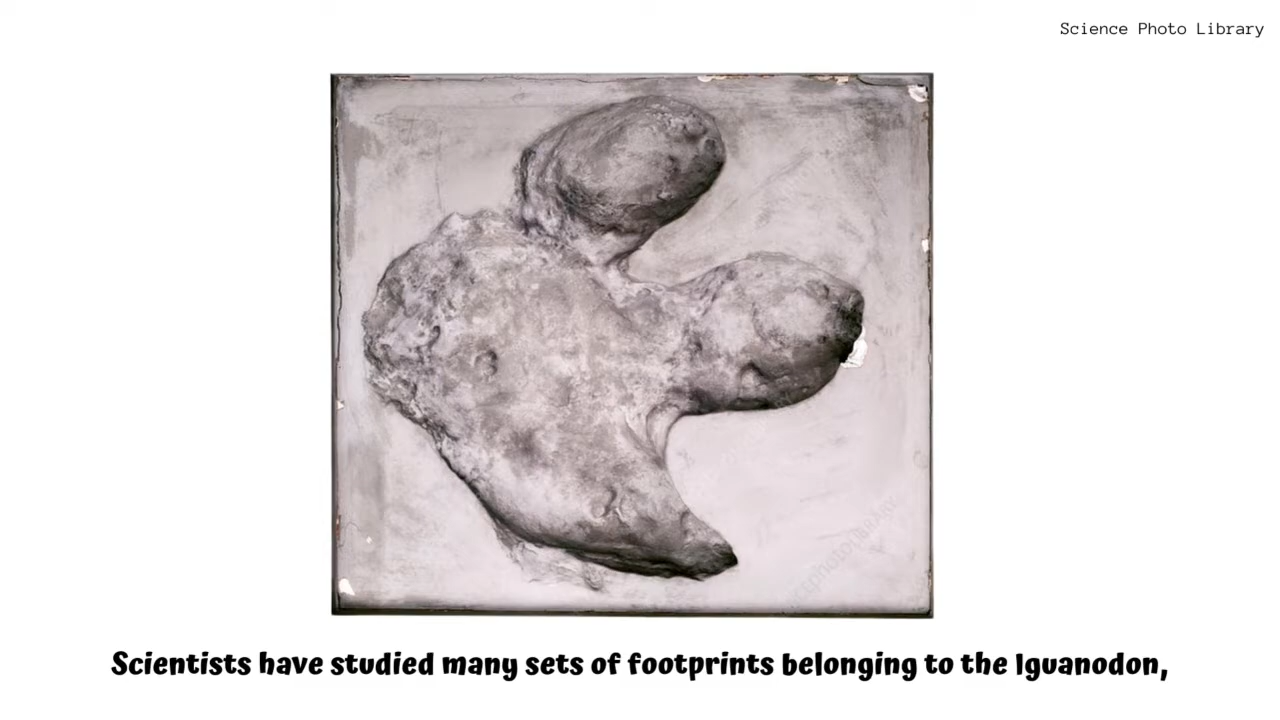 Science Photo Library
Scientists have studied many sets of footprints belonging to the Iguanodon,